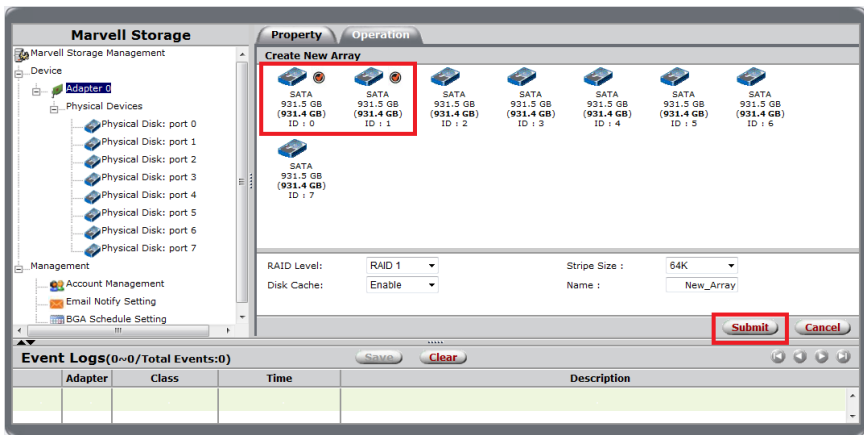 Marvell Storage
Property Operation
Marvell Storage Management
Device
Adapter 0
Physical Devices
Physical Disk: port 0
Physical Disk: port 1
Physical Disk: port 2
Physical Disk: port 3
Physical Disk: port 4
Physical Disk: port 5
Physical Disk: port 6
Physical Disk: port 7
Management
Account Management
Email Notify Setting
BGA Schedule Setting
Create New Array
SATA SATA SATA SATA SATA SATA SATA
931.5 GB 931.5 GB 931.5 GB 931.5 GB 931.5 GB 931.5 GB 931.5 GB
(931.4 GB) (931.4 GB) (931.4 GB) (931.4 GB) (931.4 GB) (931.4 GB) (931.4 GB)
ID : 0 ID : 1 ID : 2 ID : 3 ID : 4 ID : 5 ID : 6
SATA
931.5 GB
(931.4 GB)
ID : 7
RAID Level: RAID 1 Stripe Size : 64K
Disk Cache: Enable Name : New_Array
Submit Cancel
Event Logs(0~0/Total Events:0) Save Clear
Adapter Class Time Description